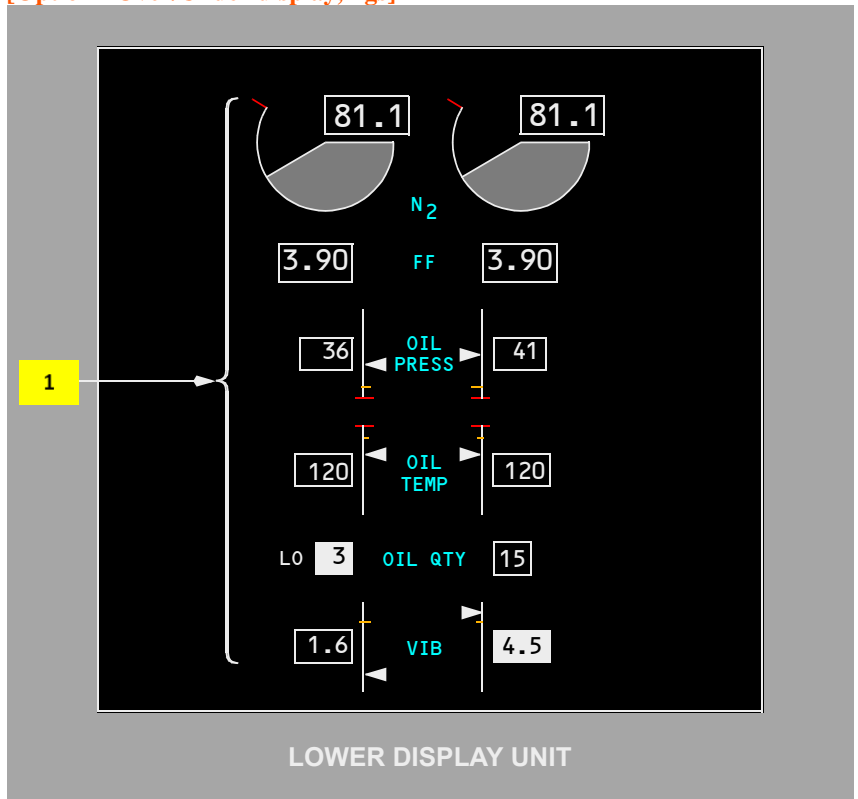 81.1 81.1
N2
3.90 FF 3.90
OIL
36 PRESS 41
1
OIL
120 TEMP 120
LO 3 OIL QTY 15
1.6 VIB 4.5
LOWER DISPLAY UNIT